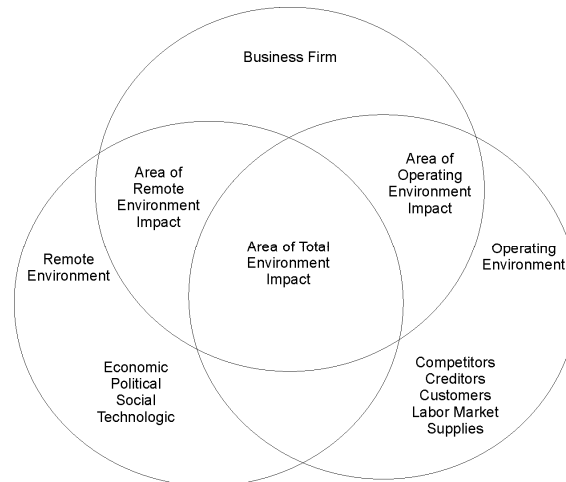 Business Firm
Area of
Remote
Environment
Impact
Area of
Operating
Environment
Impact
Area of Total
Environment
Impact
Remote
Environment
Operating
Environment
Economic
Political
Social
Technologic
Competitors
Creditors
Customers
Labor Market
Supplies